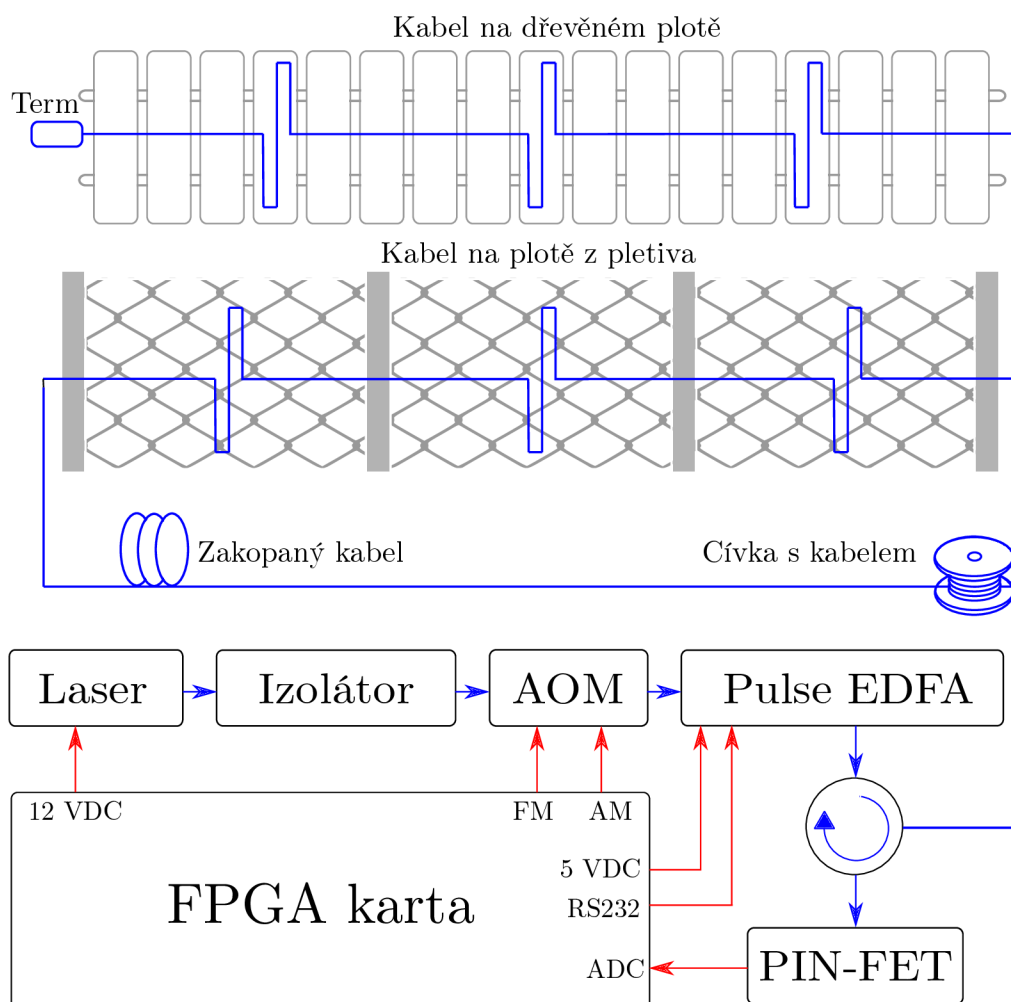 Kabel na dřevěném plotě
Term
Kabel na plotě z pletiva
Zakopaný kabel
Cívka s kabelem
Laser
Izolátor
AOM
Pulse EDFA
12 VDC
FM
AM
5 VDC
FPGA karta
RS232
ADC
PIN-FET